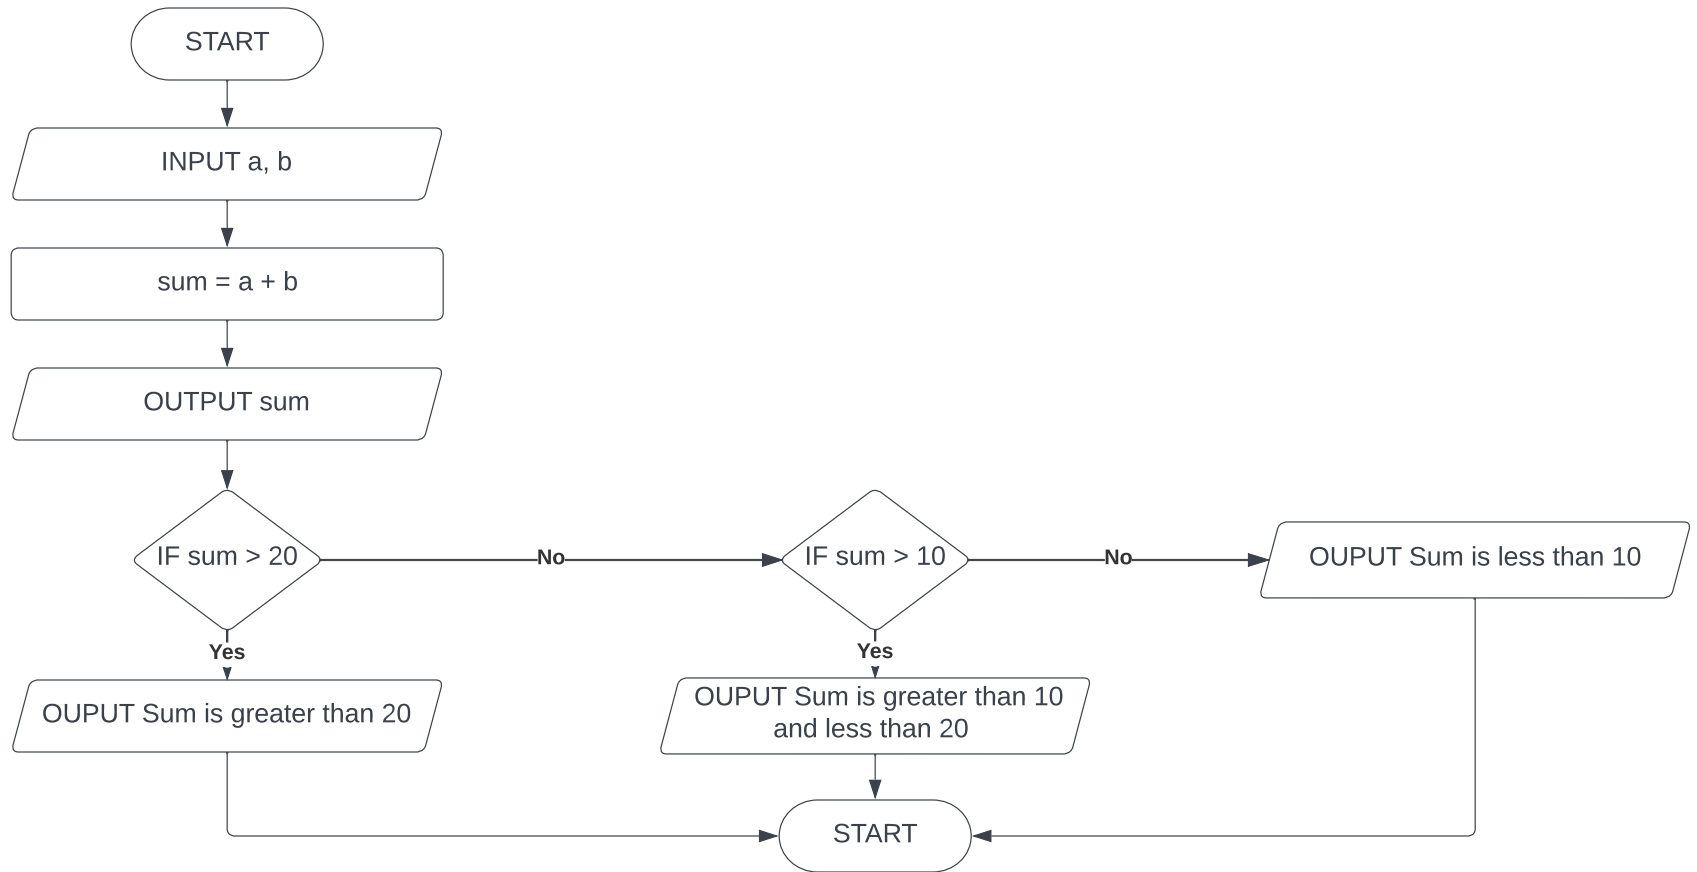 START
INPUT a, b
sum = a + b
OUTPUT sum
IF sum > 20
No
IF sum > 10
No
OUPUT Sum is less than 10
Yes
Yes
OUPUT Sum is greater than 20
OUPUT Sum is greater than 10
and less than 20
START